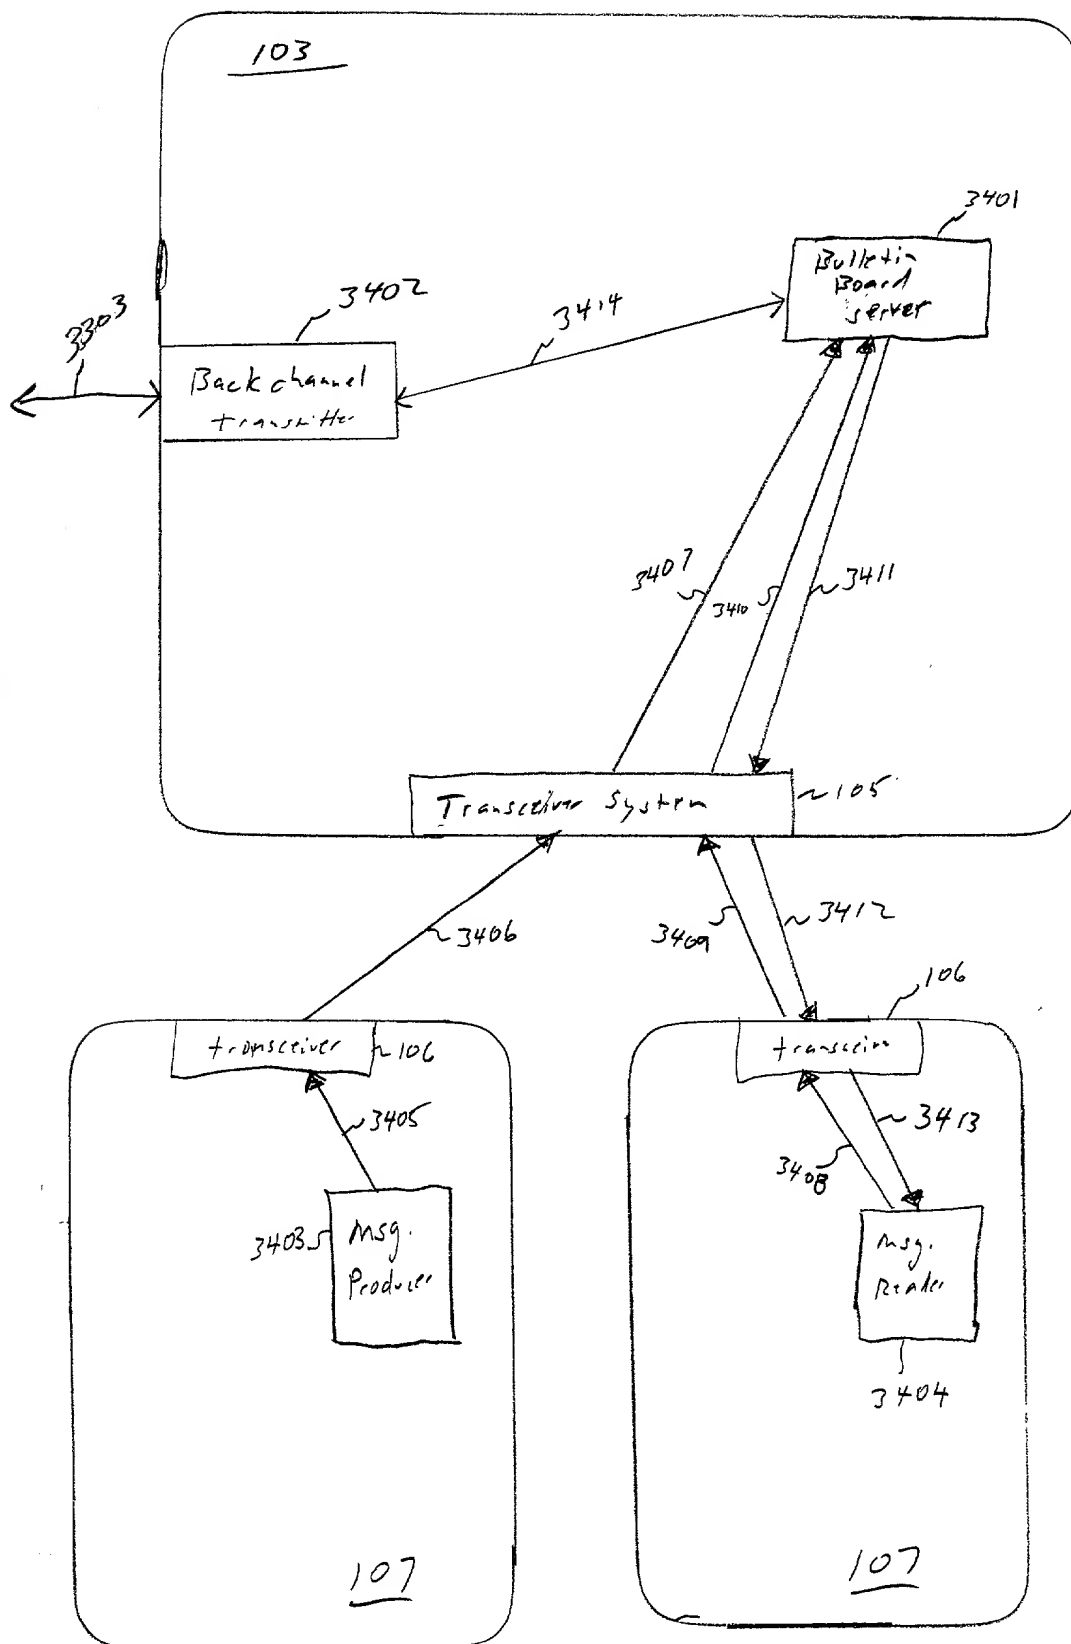 103
3401
Bulletin
Board
server
3402
3414
3303
Backchannel
transmitter
3407
3410
3411
Transceiver System
105
3406
3409
3412
106
transceiver
106
transceiver
3405
3413
3408
3403
Msg.
Producer
Msg.
Reader
3404
107
107